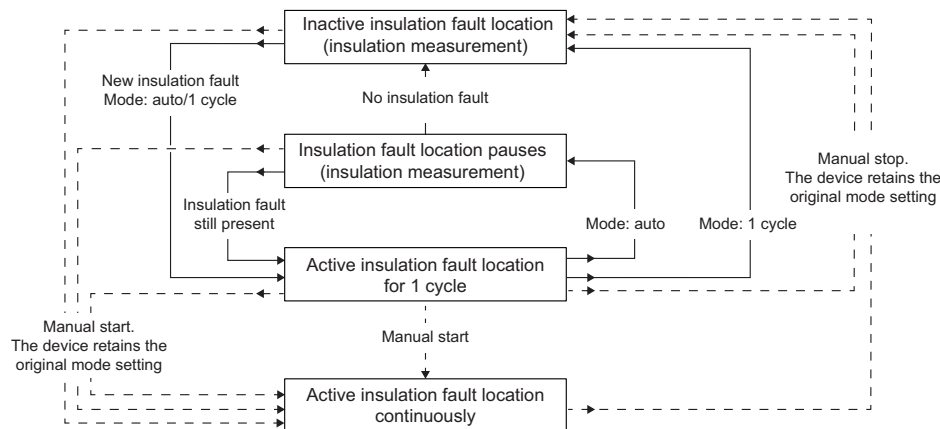 Inactive insulation fault location
(insulation measurement)
New insulation fault
Mode: auto/1 cycle
No insulation fault
Insulation fault location pauses
(insulation measurement)
Manual stop.
The device retains the
original mode setting
Insulation fault
still present
Mode: auto
Mode: 1 cycle
Active insulation fault location
for 1 cycle
Manual start.
The device retains the
original mode setting
Manual start
Active insulation fault location
continuously